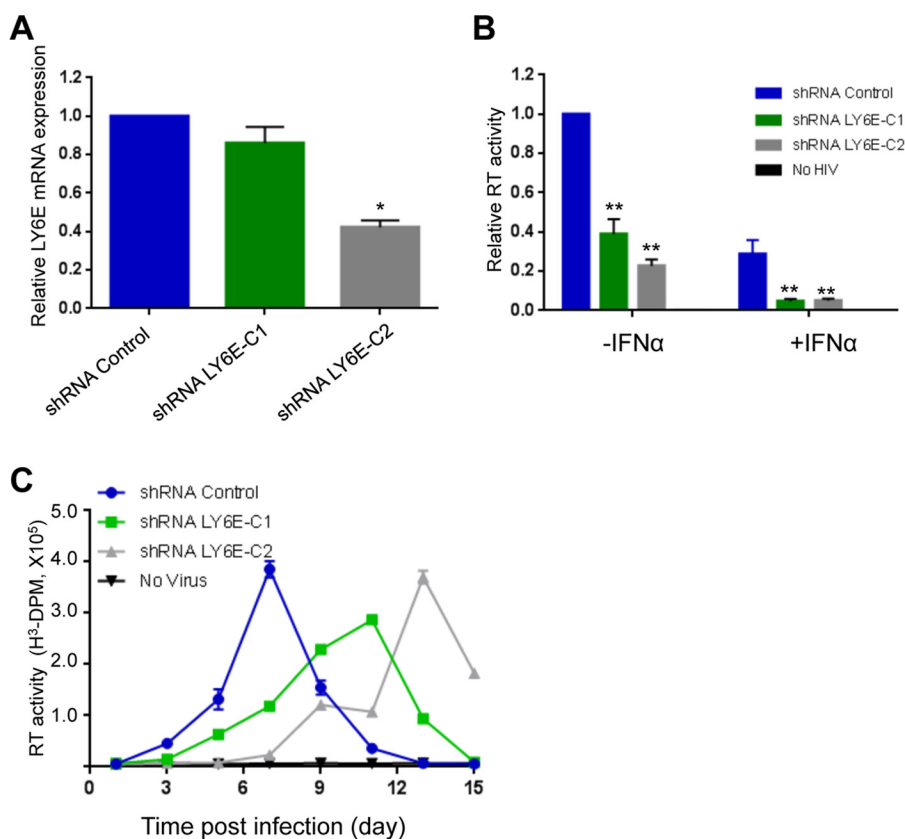 A
Relative LY6E mRNA expression
1.2
1.0
0.8
0.6
0.4
0.2
0.0
*
shRNA Control
shRNA LY6E-C1
shRNA LY6E-C2
B
Relative RT activity
1.2
1.0
0.8
0.6
0.4
0.2
0.0
shRNA Control
shRNA LY6E-C1
shRNA LY6E-C2
No HIV
**
**
** **
-IFNα +IFNα
C
shRNA Control
shRNA LY6E-C1
shRNA LY6E-C2
No Virus
RT activity (H³-DPM, X10⁵)
5.0
4.0
3.0
2.0
1.0
0 3 6 9 12 15
Time post infection (day)